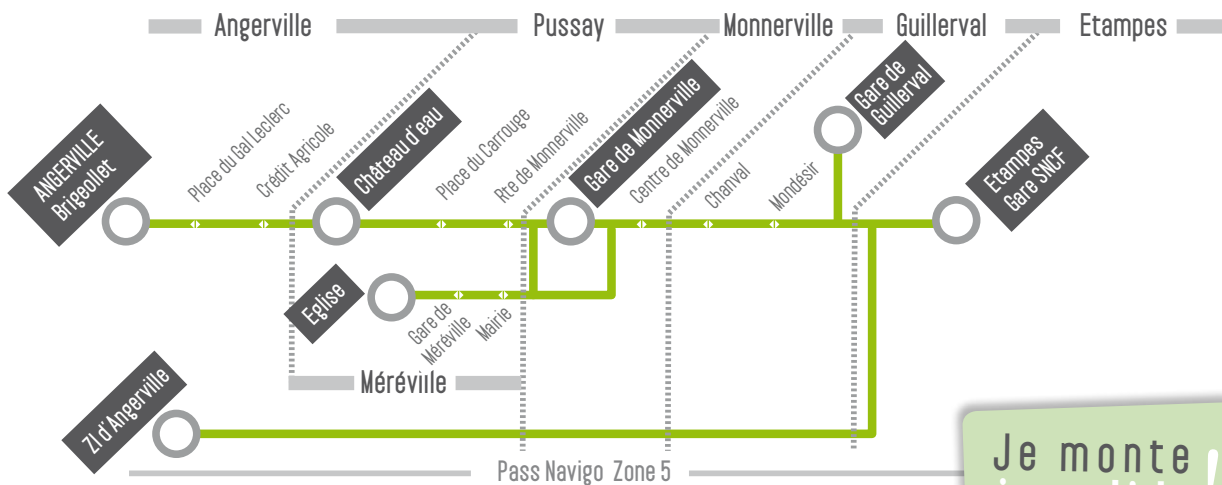 Angerville
Pussay
Monnerville
Guillerval
Etampes
ANGERVILLE
Brigeollet
Place du Gal Leclerc
Crédit Agricole
Château d'eau
Place du Carrouge
Rte de Monnerville
Gare de Monnerville
Centre de Monnerville
Chanval
Mondésir
Gare de
Guillerval
Etampes
Gare SNCF
Eglise
Gare de
Méréville
Mairie
Méréville
ZI d'Angerville
Pass Navigo Zone 5
Je monte
!